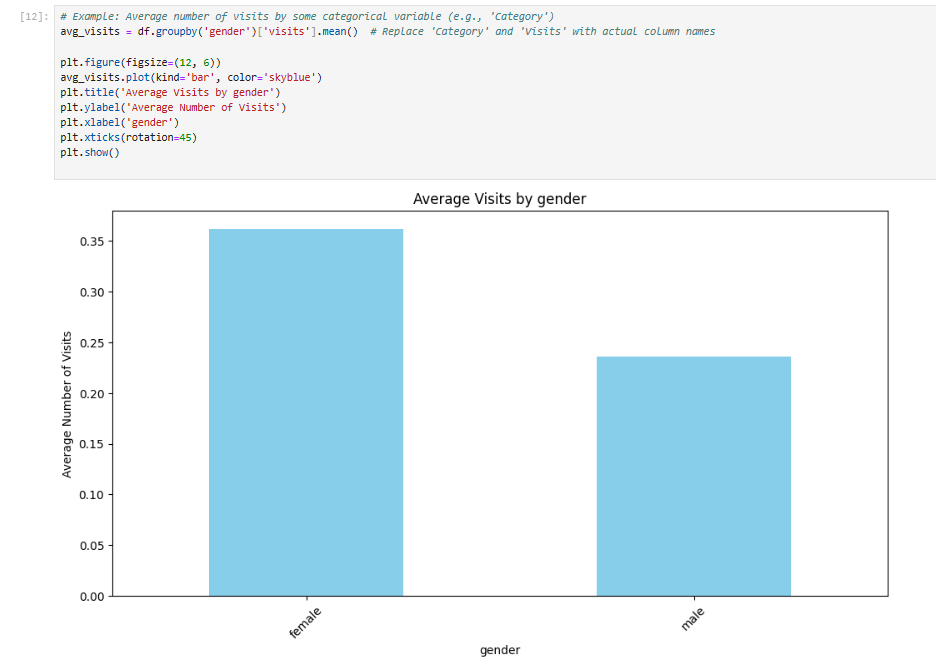 [12]: # Example: Average number of visits by some categorical variable (e.g., 'Category')
avg_visits = df.groupby('gender')['visits'].mean()  # Replace 'Category' and 'Visits' with actual column names
plt.figure(figsize=(12, 6))
avg_visits.plot(kind='bar', color='skyblue')
plt.title('Average Visits by gender')
plt.ylabel('Average Number of Visits')
plt.xlabel('gender')
plt.xticks(rotation=45)
plt.show()
Average Visits by gender
Average Number of Visits
0.35
0.30
0.25
0.20
0.15
0.10
0.05
0.00
female
male
gender